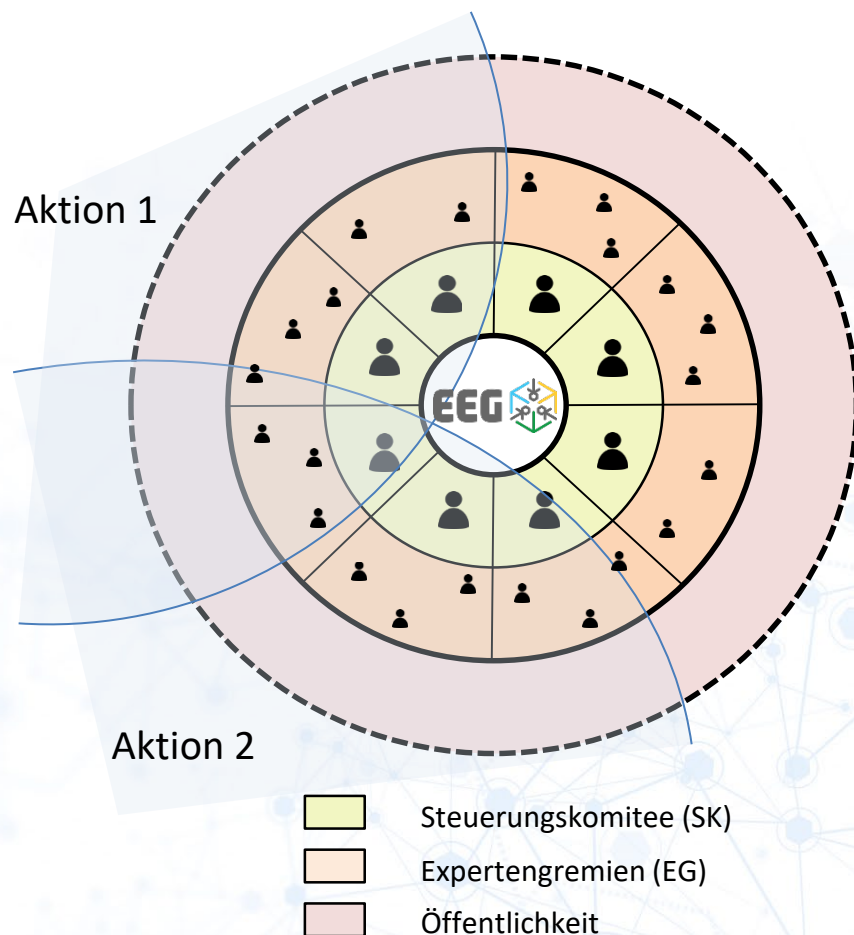 Aktion 1
EEG
Aktion 2
Steuerungskomitee (SK)
Expertengremien (EG)
Öffentlichkeit